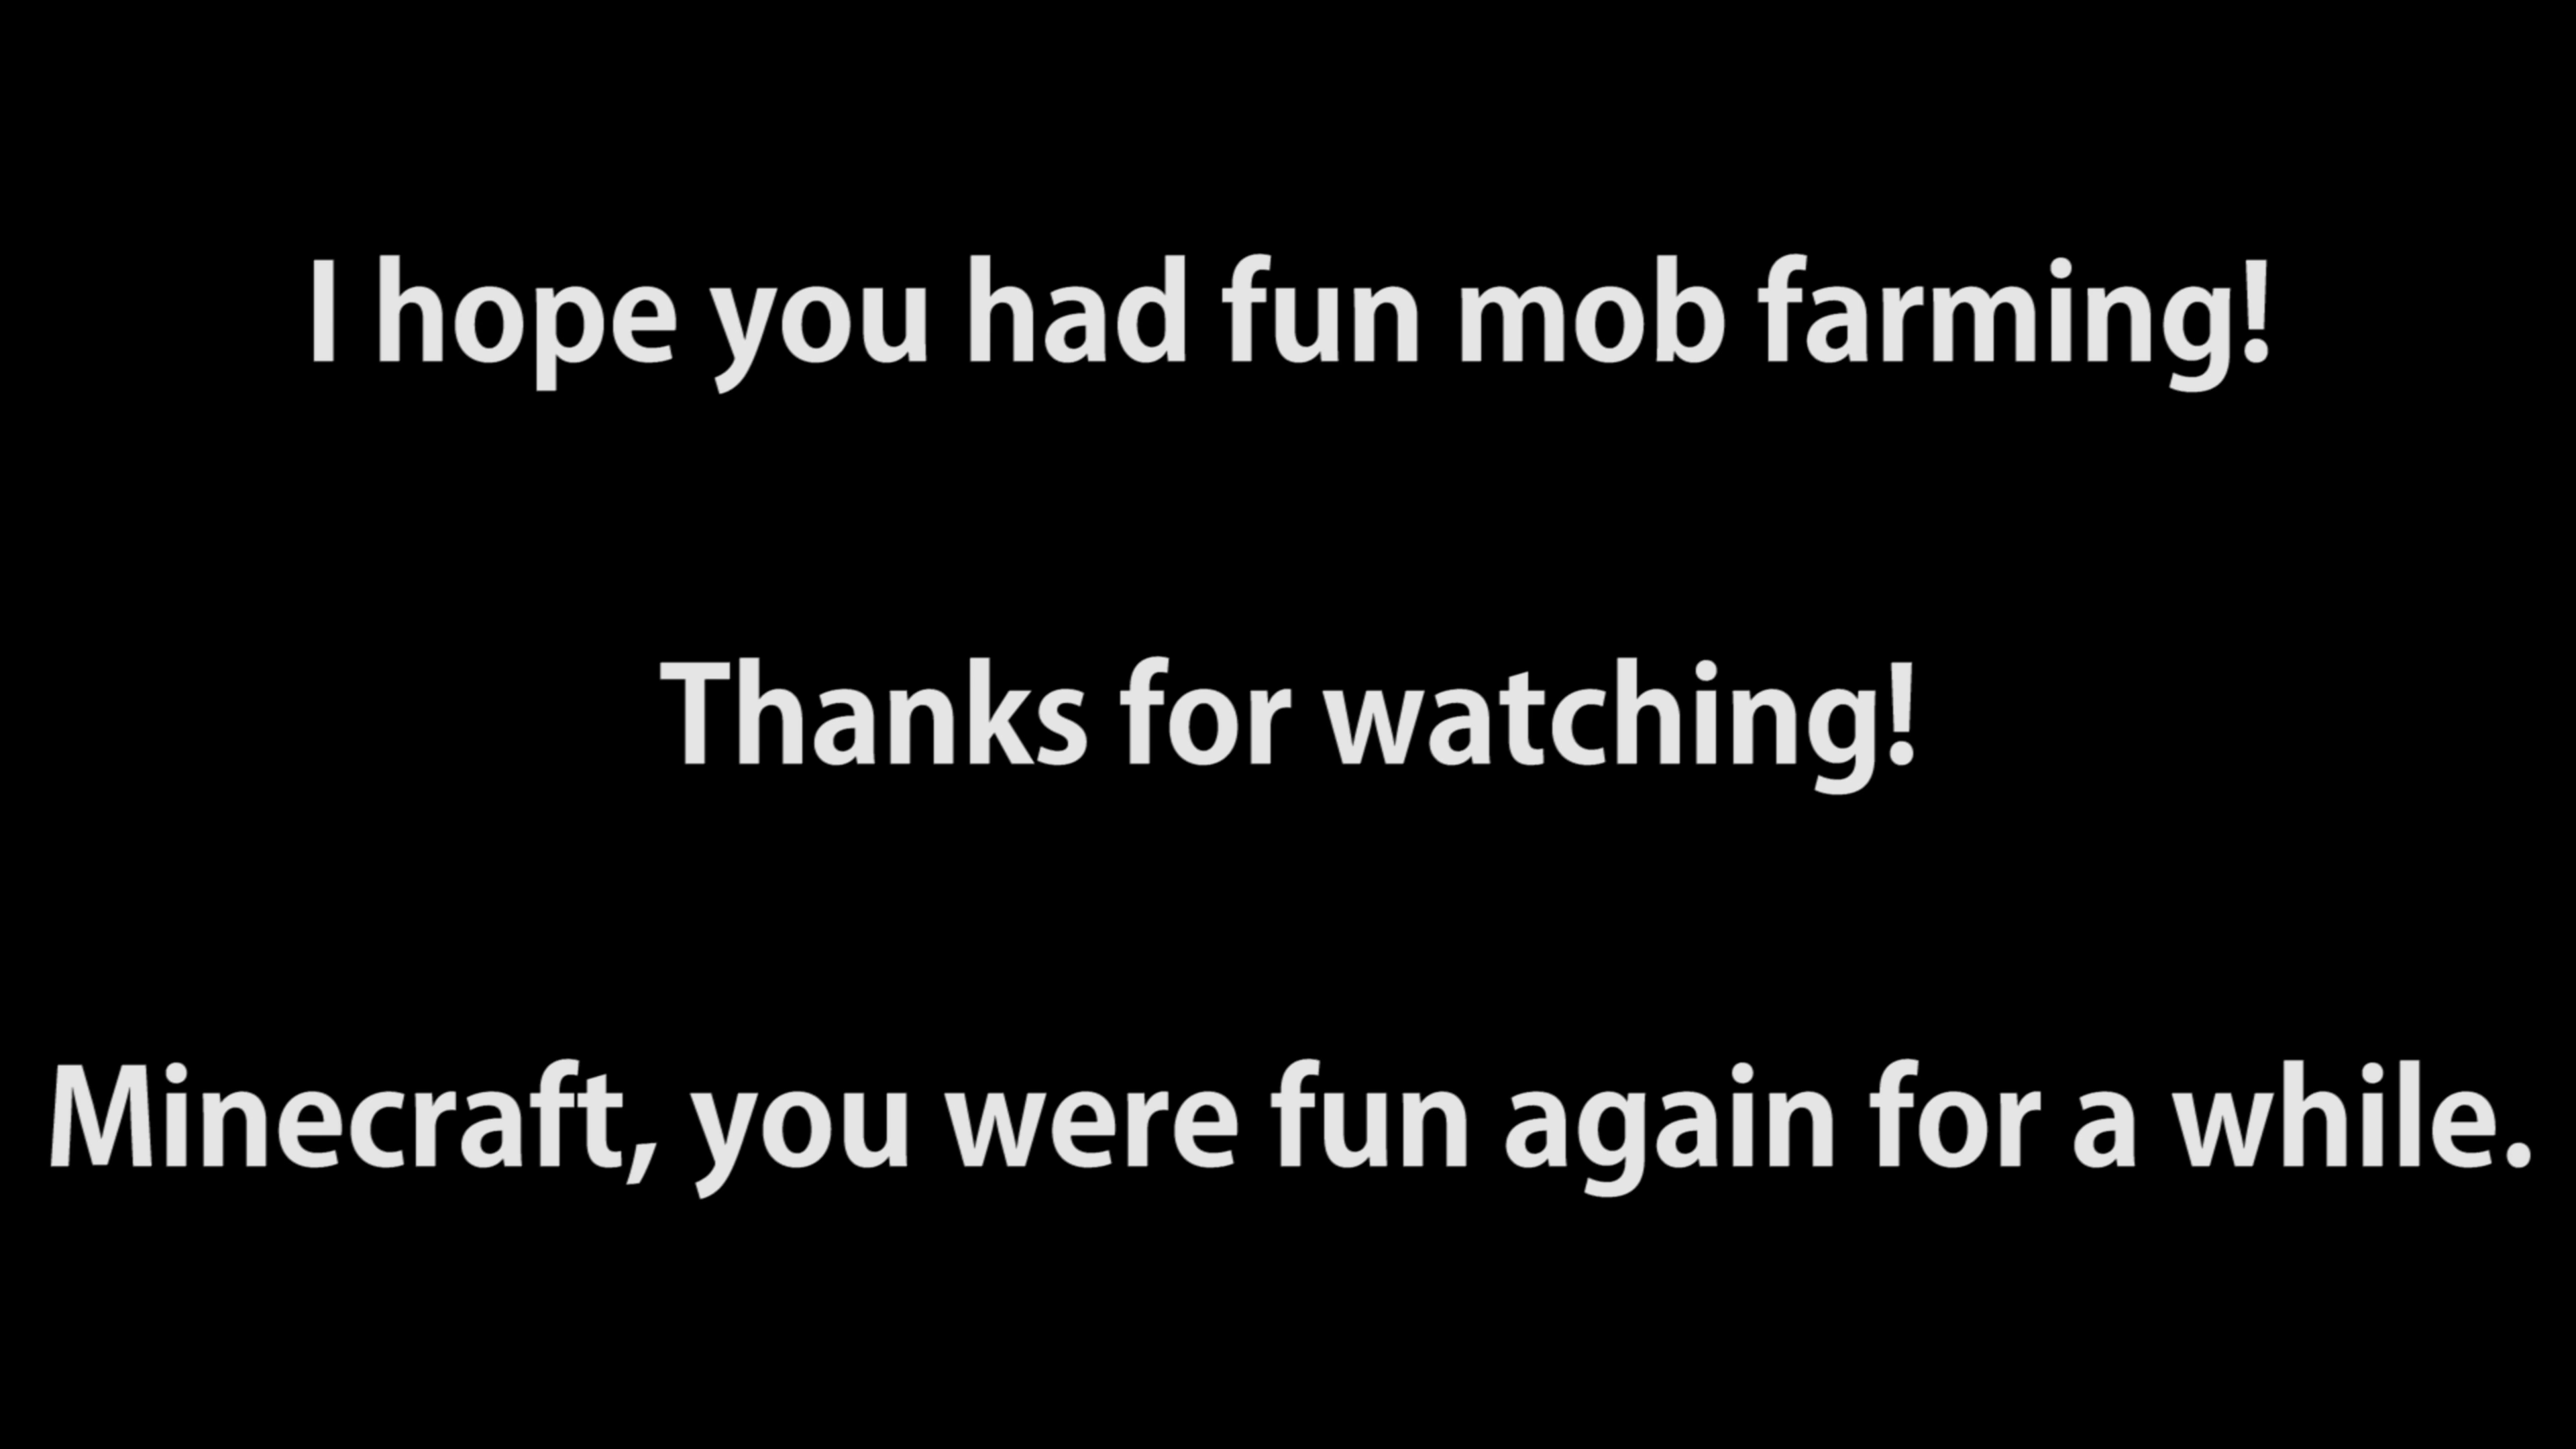 I hope you had fun mob farming!
Thanks for watching!
Minecraft, you were fun again for a while.